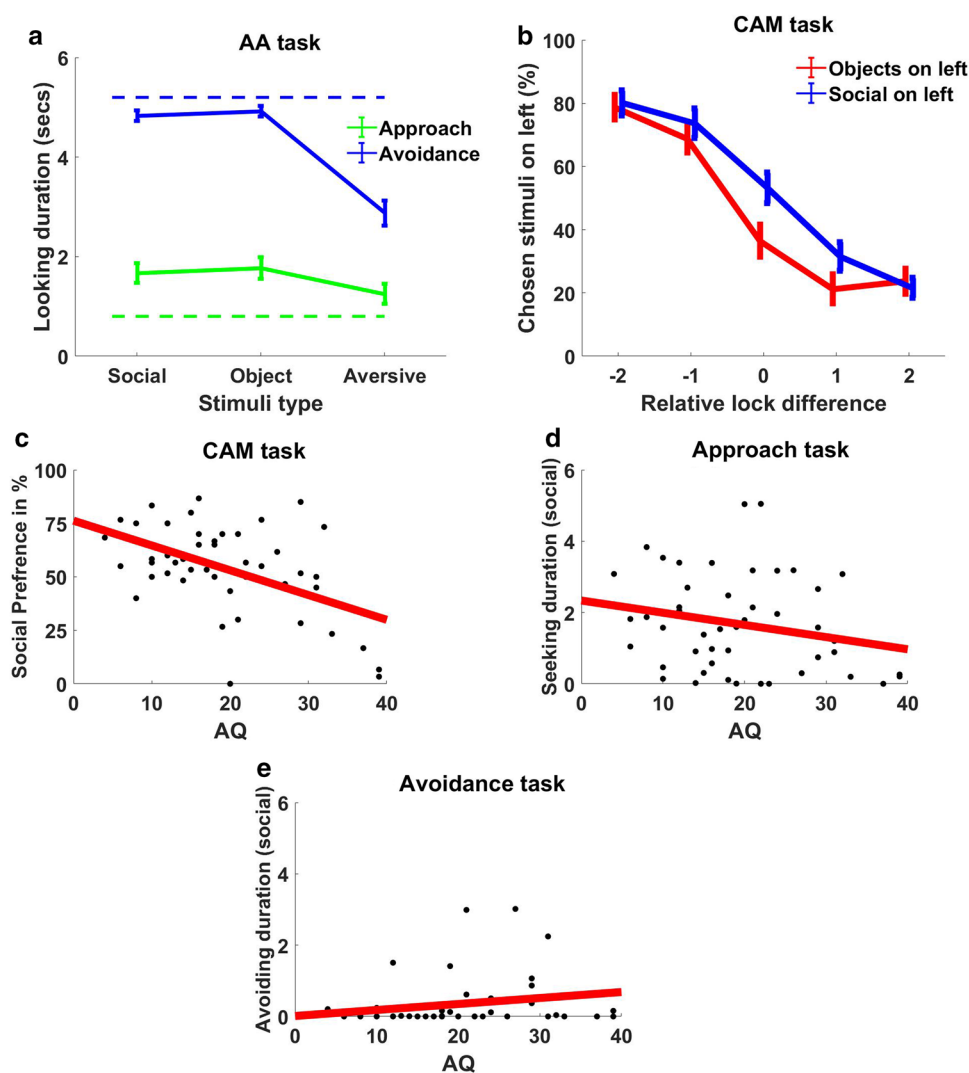 a
AA task
6
4
2
0
Looking duration (secs)
Approach
Avoidance
Social Object Aversive
Stimuli type
b
CAM task
100
80
60
40
20
0
Chosen stimuli on left (%)
Objects on left
Social on left
-2 -1 0 1 2
Relative lock difference
c
CAM task
100
75
50
25
0
Social Prefrence in %
0 10 20 30 40
AQ
d
Approach task
6
4
2
0
Seeking duration (social)
0 10 20 30 40
AQ
e
Avoidance task
6
4
2
0
Avoiding duration (social)
0 10 20 30 40
AQ